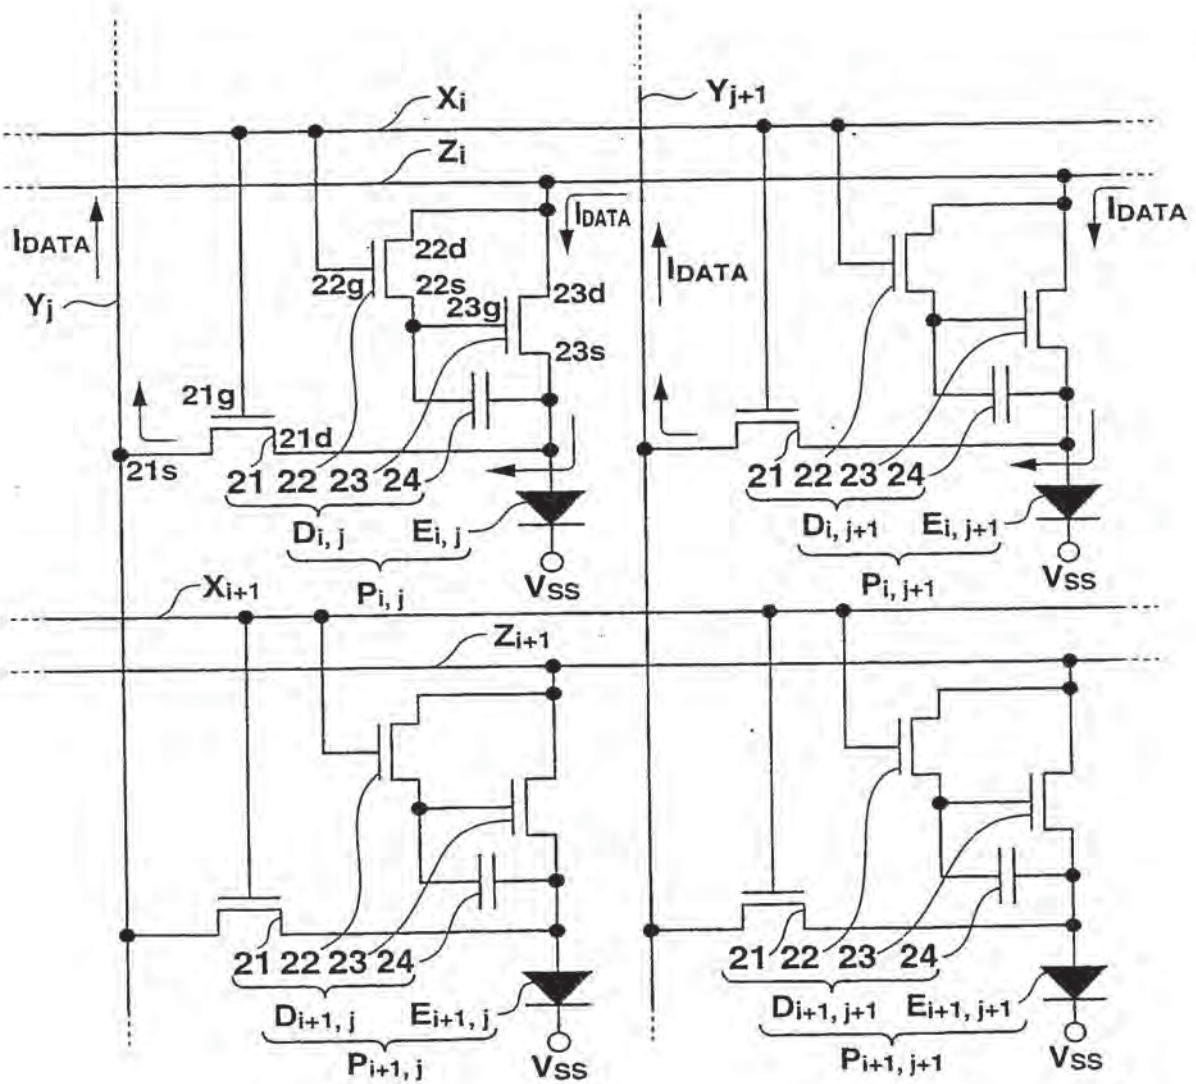 Xi
Yj+1
Zi
IDATA
IDATA
IDATA
IDATA
22d
22g
22s
23g
23d
Yj
23s
21g
21d
21s
21 22 23 24
21 22 23 24
Di, j
Ei, j
Di, j+1
Ei, j+1
Pi, j
VSS
Pi, j+1
VSS
Xi+1
Zi+1
21 22 23 24
21 22 23 24
Di+1, j
Ei+1, j
Di+1, j+1
Ei+1, j+1
Pi+1, j
VSS
Pi+1, j+1
VSS